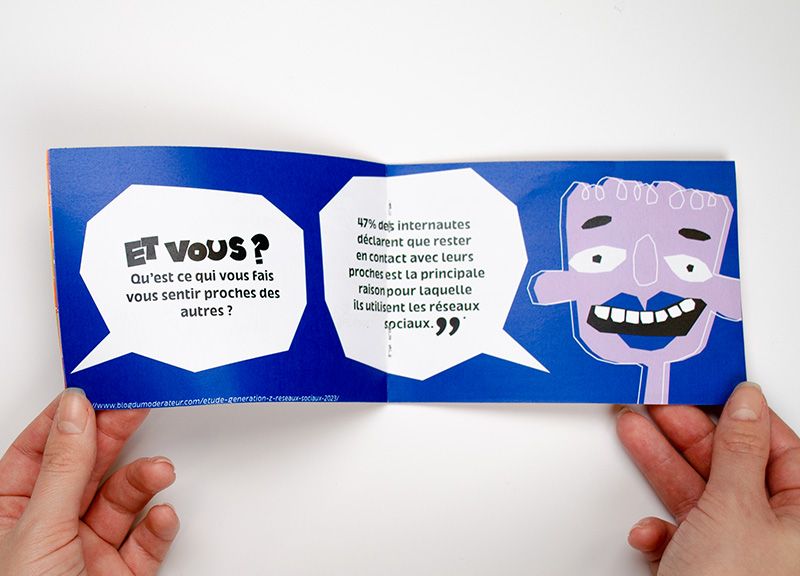 ET VOUS ?
Qu'est ce qui vous fais
vous sentir proches des
autres ?
47% des internautes
déclarent que rester
en contact avec leurs
proches est la principale
raison pour laquelle
ils utilisent les réseaux
sociaux.”
//www.blogdumoderateur.com/etude-generation-z-reseaux-sociaux-2023/